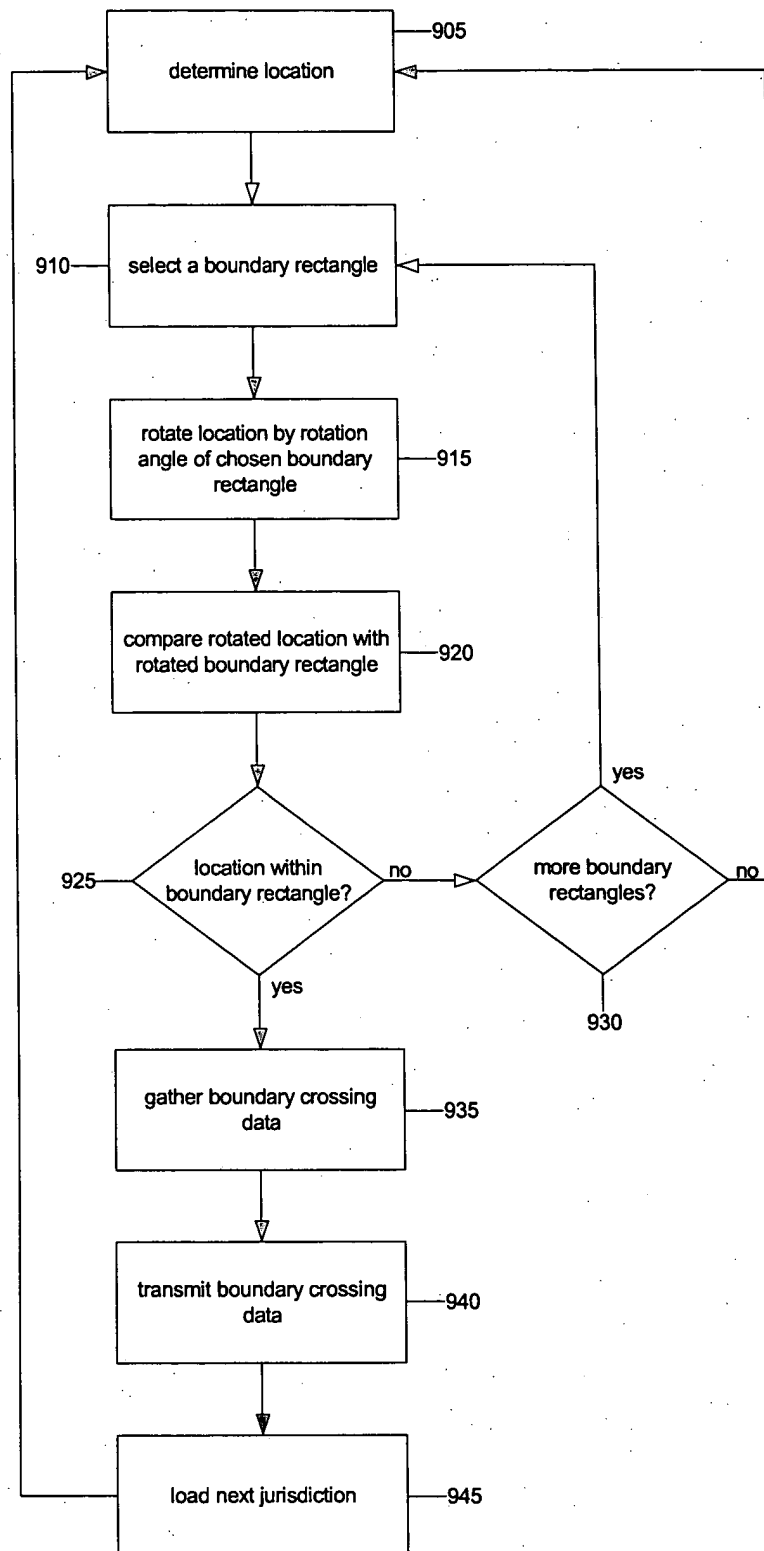 905
determine location
910
select a boundary rectangle
rotate location by rotation
angle of chosen boundary
rectangle
915
compare rotated location with
rotated boundary rectangle
920
yes
925
location within
boundary rectangle?
no
more boundary
rectangles?
no
yes
930
gather boundary crossing
data
935
transmit boundary crossing
data
940
load next jurisdiction
945